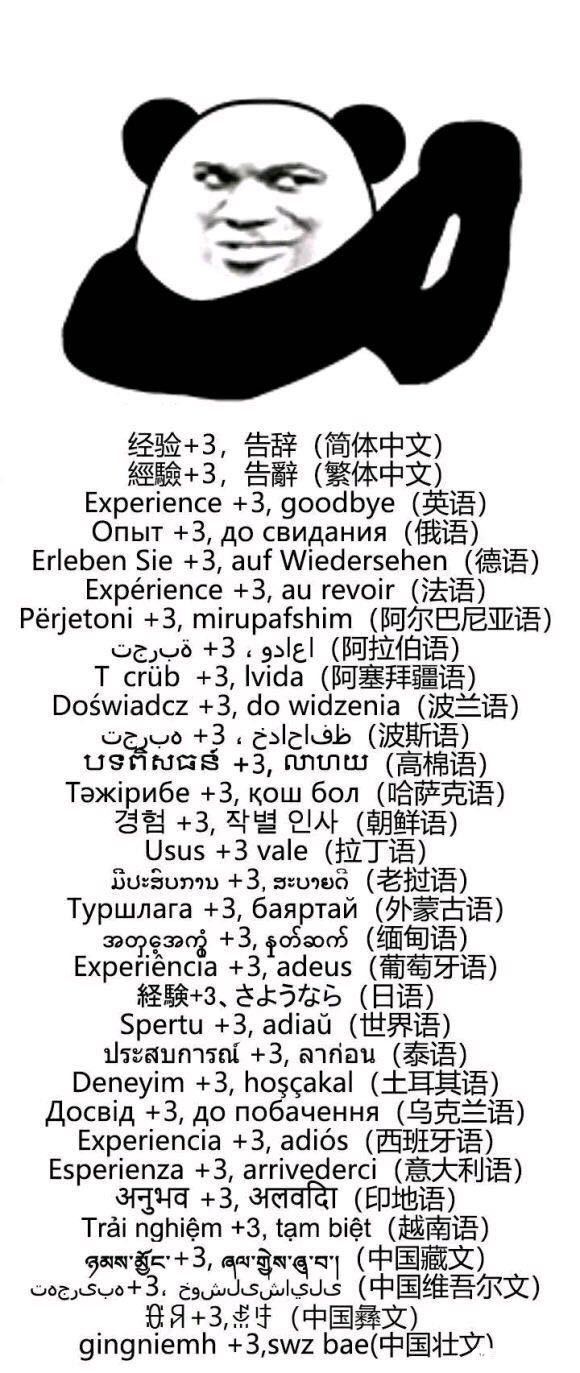 经验+3，告辞（简体中文）
經驗+3，告辭（繁体中文）
Experience +3, goodbye（英语）
Опыт +3, до свидания（俄语）
Erleben Sie +3, auf Wiedersehen（德语）
Expérience +3, au revoir（法语）
Përjetoni +3, mirupafshim（阿尔巴尼亚语）
ةبرجت +3 ، اعادو（阿拉伯语）
T crüb +3, lvida（阿塞拜疆语）
Doświadcz +3, do widzenia（波兰语）
هبرجت +3 ، ظفاحادخ（波斯语）
បទពិសធន៍ +3, លាហយ（高棉语）
Тәжірибе +3, қош бол（哈萨克语）
경험 +3, 작별 인사（朝鲜语）
Usus +3 vale（拉丁语）
ມີປະສົບການ +3, ສະບາຍດີ（老挝语）
Туршлага +3, баяртай（外蒙古语）
အတှေ့အကှုံ +3, နှတ်ဆက်（缅甸语）
Experiência +3, adeus（葡萄牙语）
経験+3、さようなら（日语）
Spertu +3, adiaŭ（世界语）
ประสบการณ์ +3, ลาก่อน（泰语）
Deneyim +3, hoşçakal（土耳其语）
Досвід +3, до побачення（乌克兰语）
Experiencia +3, adiós（西班牙语）
Esperienza +3, arrivederci（意大利语）
अनुभव +3, अलवदिा（印地语）
Trải nghiệm +3, tạm biệt（越南语）
ཉམས་མྱོང་+3, ཞལ་གྱེས་ཞུ་བ།（中国藏文）
ەبىرجەت+3، ىلياشىلشوخ（中国维吾尔文）
+3,（中国彝文）
gingniemh +3,swz bae(中国壮文)